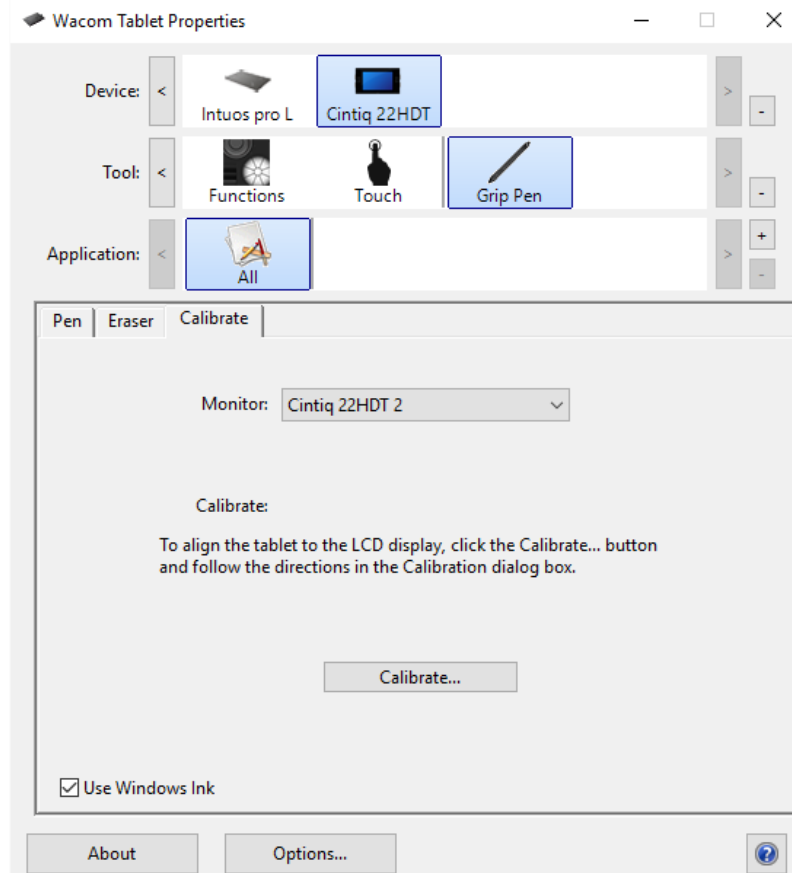 Wacom Tablet Properties
Device: < Intuos pro L Cintiq 22HDT > -
Tool: < Functions Touch Grip Pen > -
Application: < All > + -
Pen Eraser Calibrate
Monitor: Cintiq 22HDT 2
Calibrate:
To align the tablet to the LCD display, click the Calibrate... button
and follow the directions in the Calibration dialog box.
Calibrate...
Use Windows Ink
About Options... ?